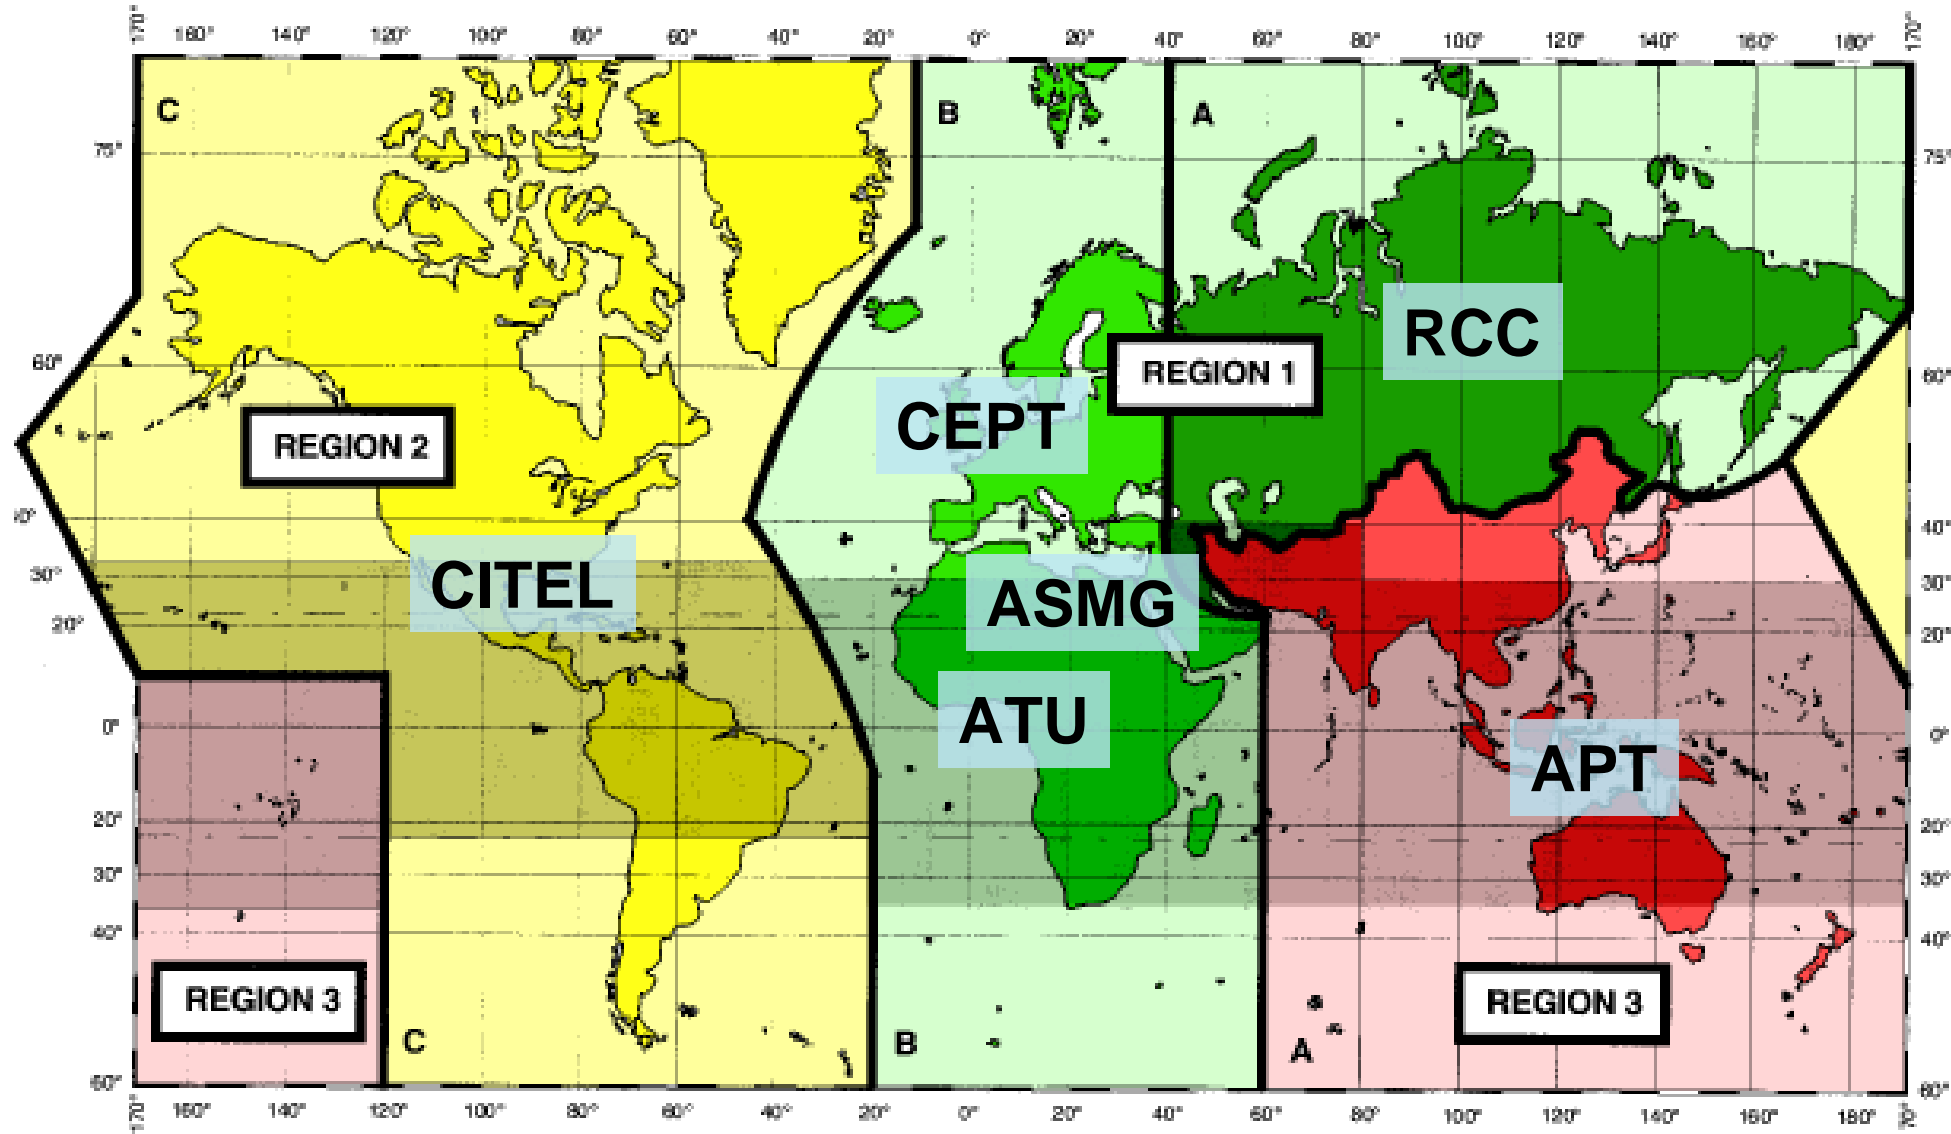 170° 160° 140° 120° 100° 80° 60° 40° 20° 0° 20° 40° 60° 80° 100° 120° 140° 160° 180° 170°
C B A
75° 75°
RCC
60° REGION 1 60°
CEPT
REGION 2
40° 40°
CITEL ASMG
30° 30°
20° 20°
ATU
0° 0°
APT
20° 20°
30° 30°
40° 40°
REGION 3 REGION 3
C B A
60° 60°
170° 160° 140° 120° 100° 80° 60° 40° 20° 0° 20° 40° 60° 80° 100° 120° 140° 160° 180°